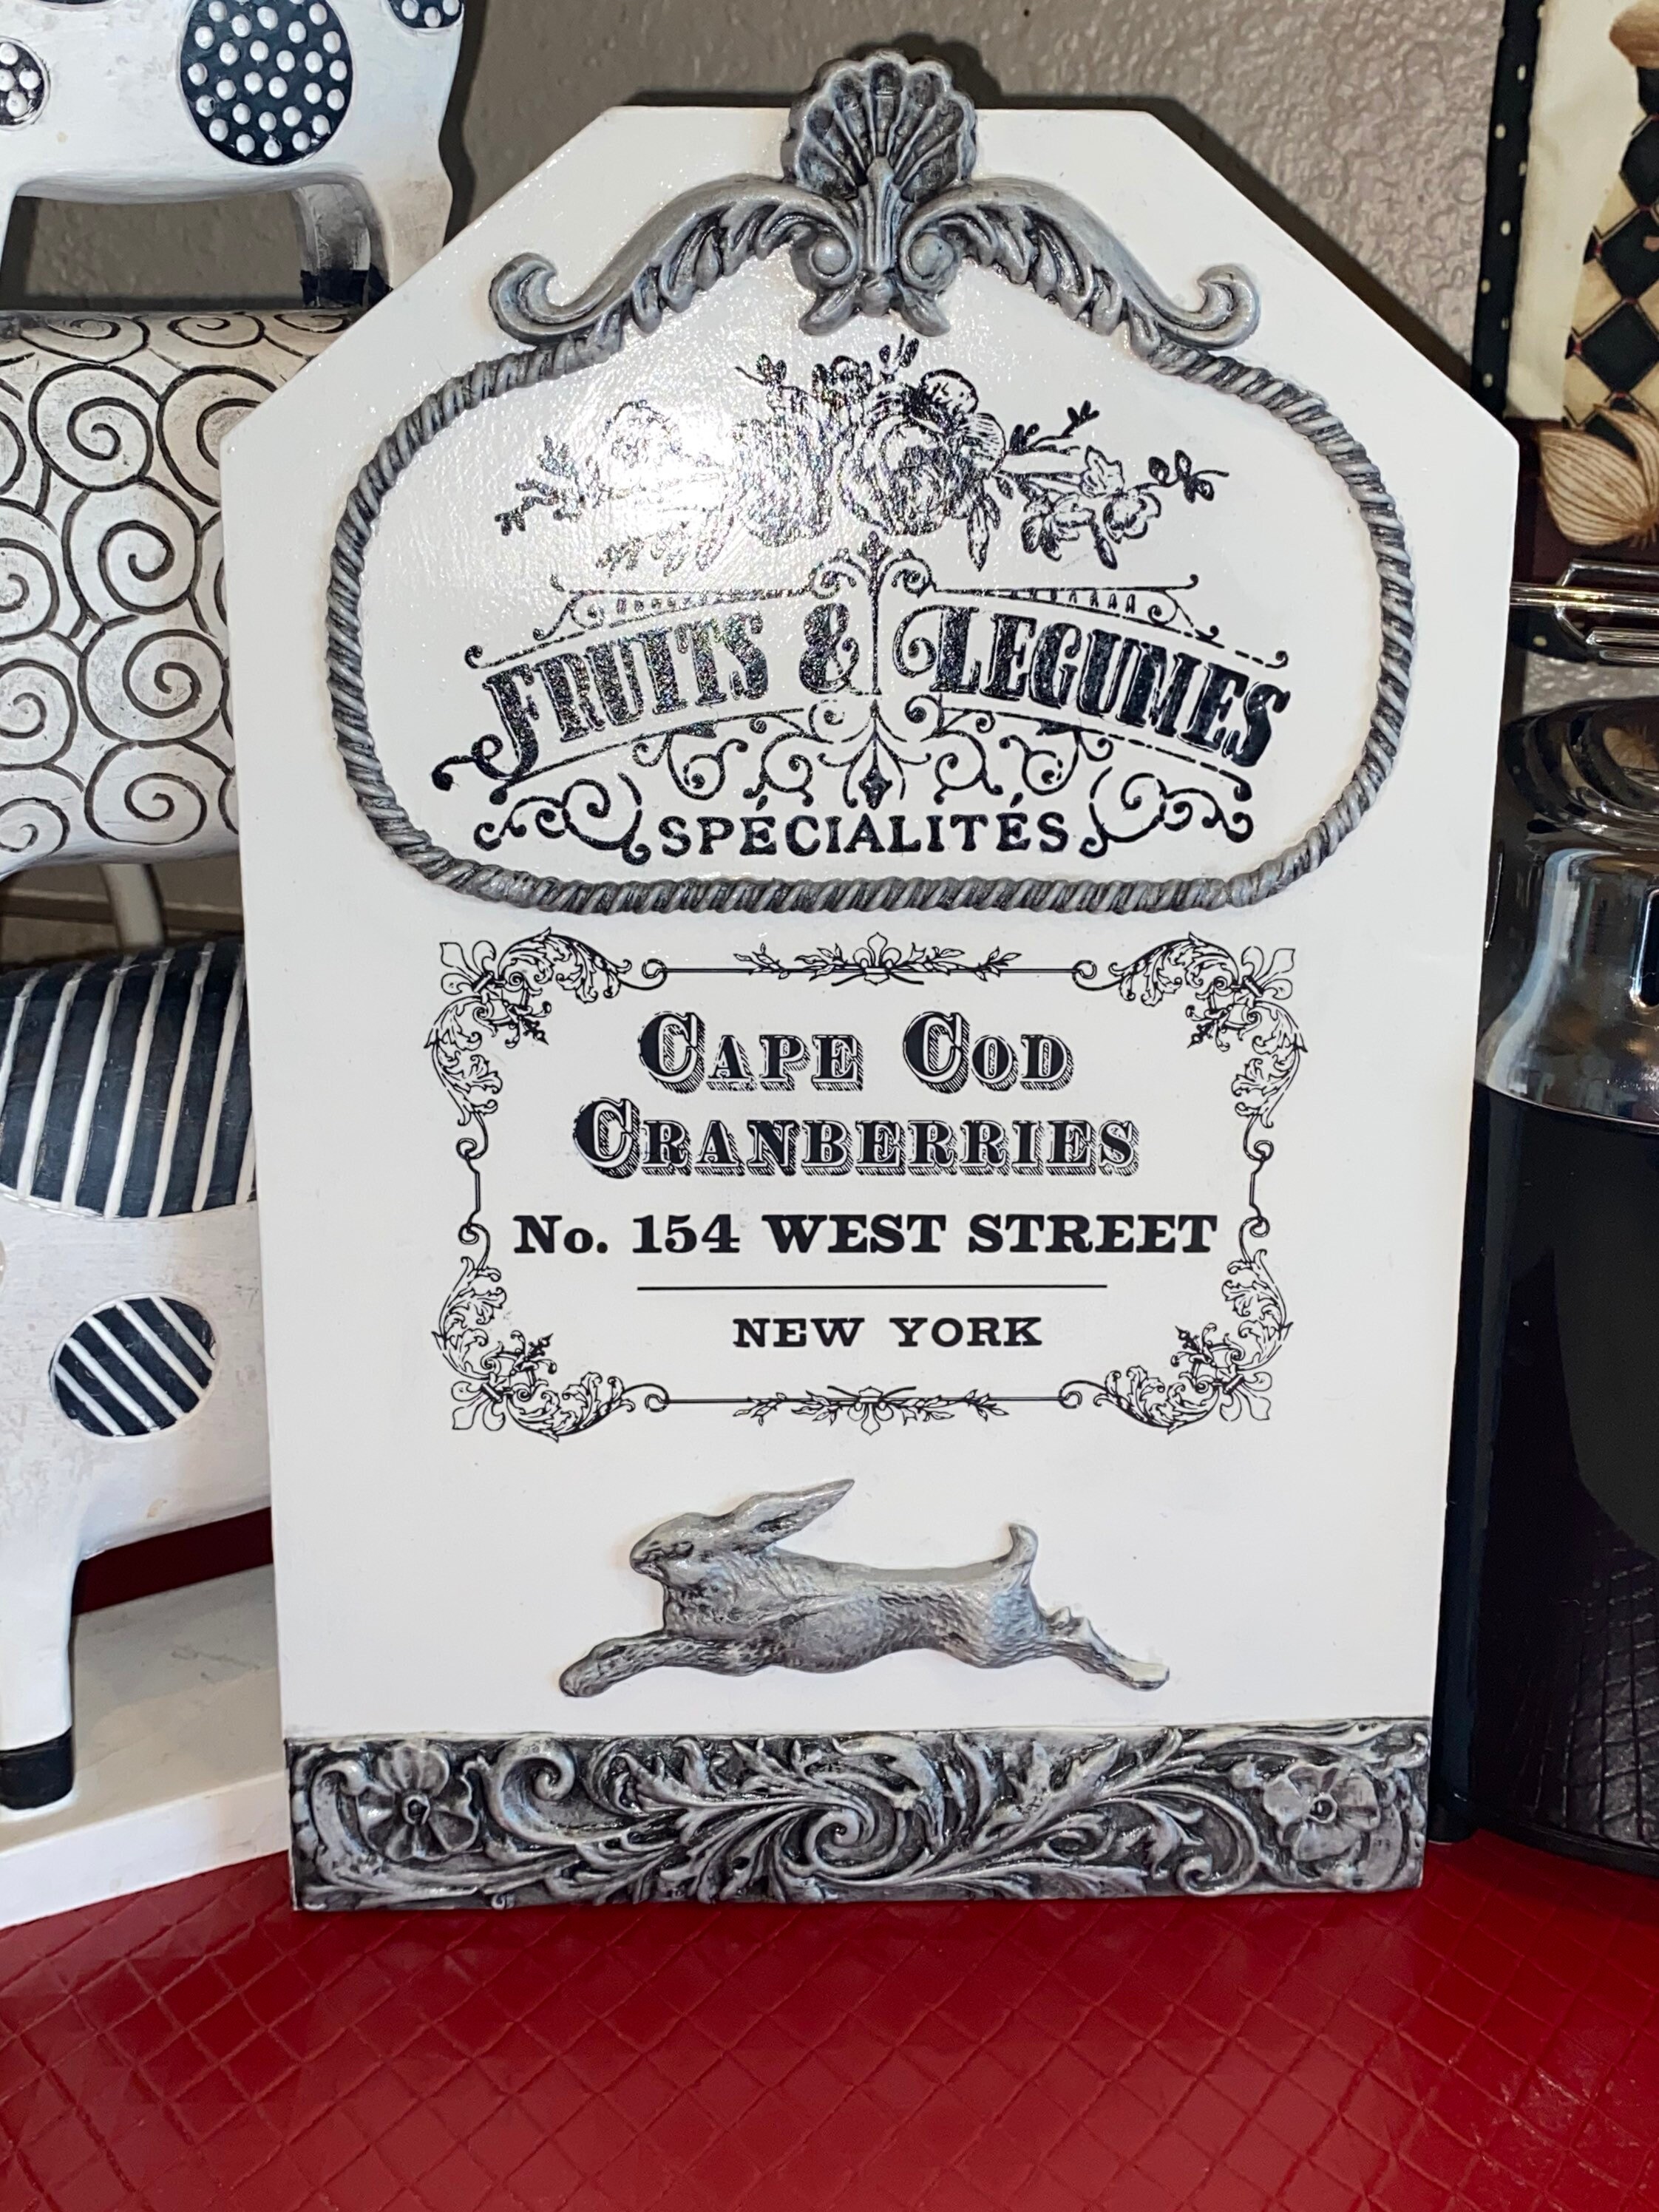 FRUITS & LEGUMES
SPÉCIALITÉS
CAPE COD
CRANBERRIES
No. 154 WEST STREET
NEW YORK